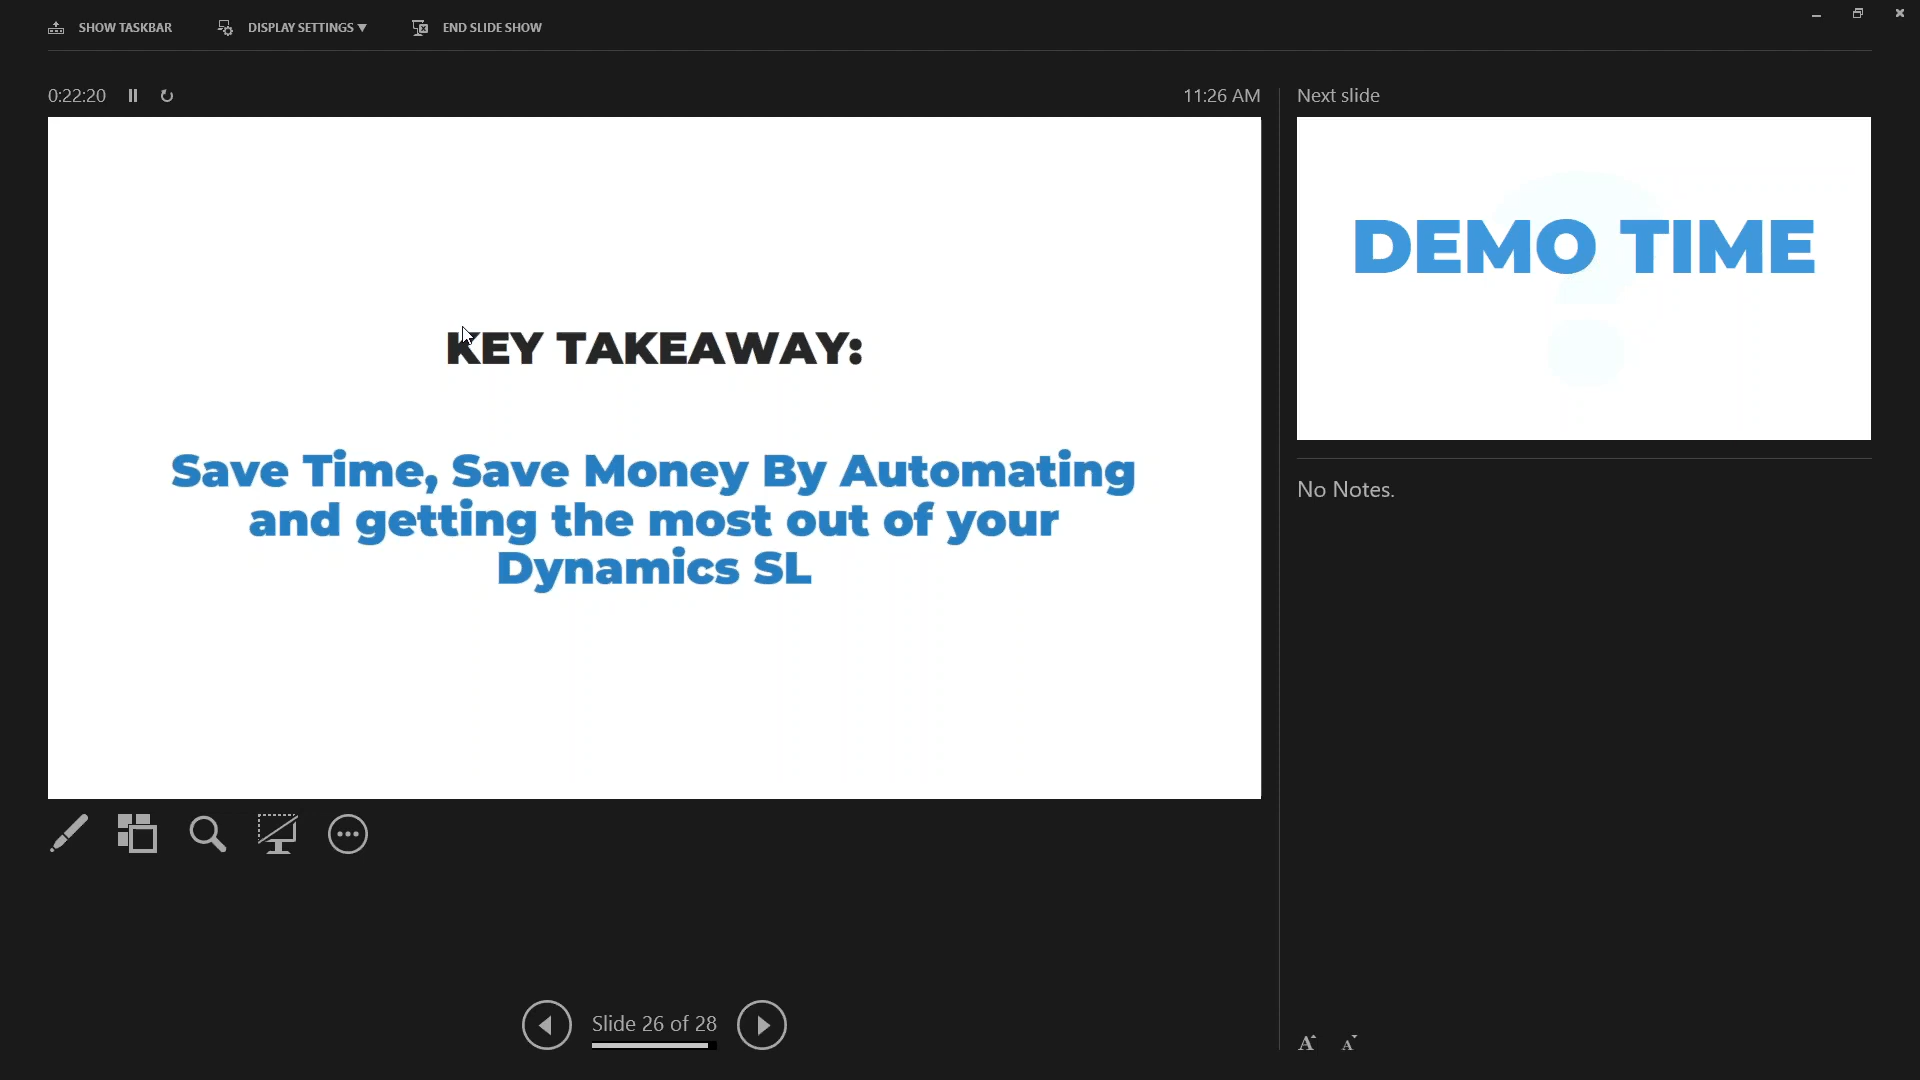 SHOW TASKBAR
DISPLAY SETTINGS
END SLIDE SHOW
0:22:20
11:26 AM
Next slide
KEY TAKEAWAY:
Save Time, Save Money By Automating
and getting the most out of your
Dynamics SL
DEMO TIME
No Notes.
Slide 26 of 28
A A